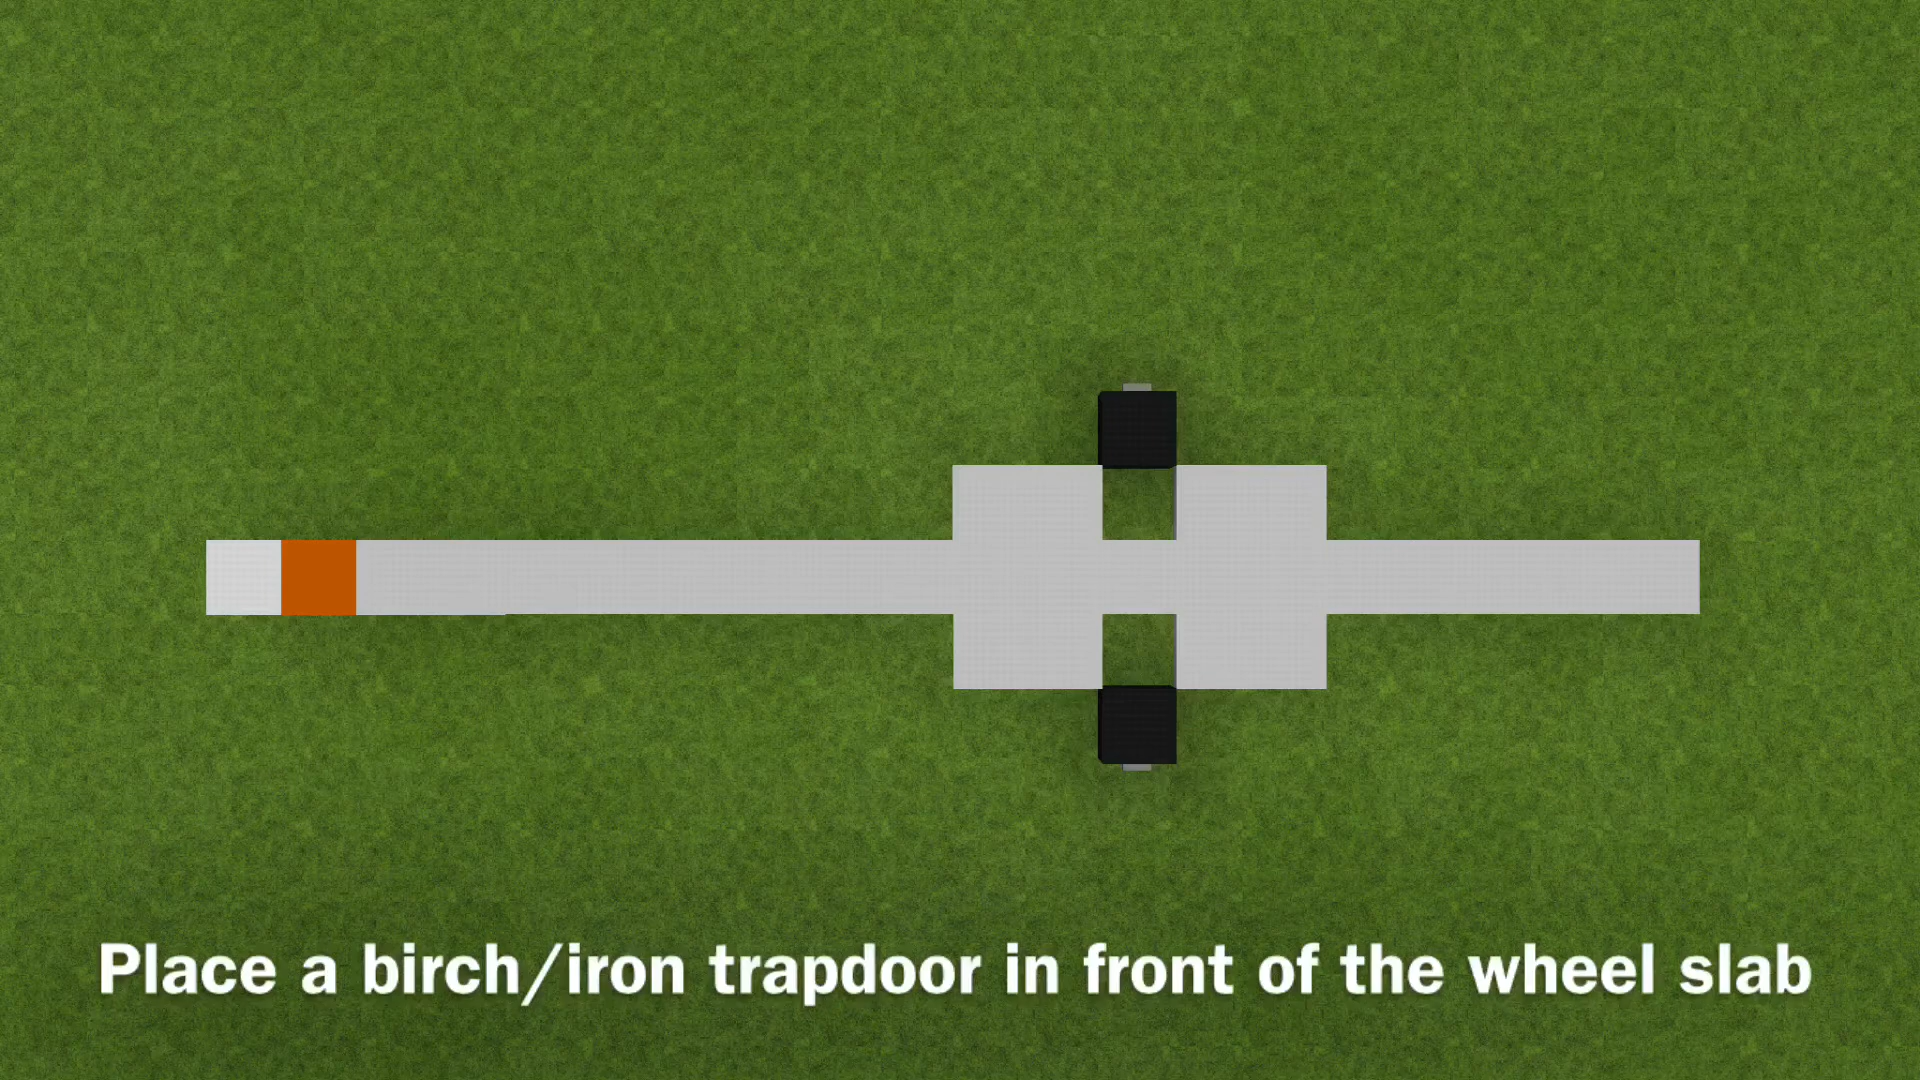 Place a birch/iron trapdoor in front of the wheel slab